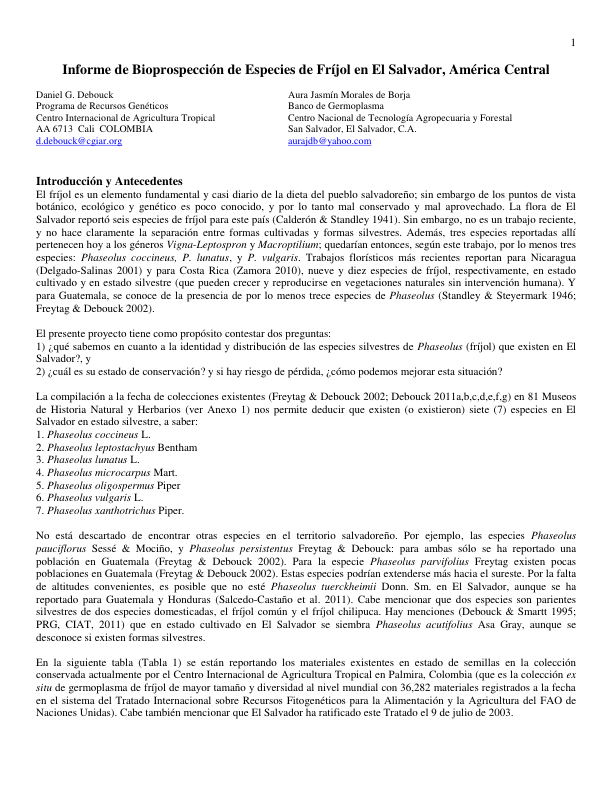 1
Informe de Bioprospección de Especies de Fríjol en El Salvador, América Central
Daniel G. Debouck
Programa de Recursos Genéticos
Centro Internacional de Agricultura Tropical
AA 6713 Cali COLOMBIA
d.debouck@cgiar.org
Aura Jasmín Morales de Borja
Banco de Germoplasma
Centro Nacional de Tecnología Agropecuaria y Forestal
San Salvador, El Salvador, C.A.
aurajdb@yahoo.com
Introducción y Antecedentes
El fríjol es un elemento fundamental y casi diario de la dieta del pueblo salvadoreño; sin embargo de los puntos de vista
botánico, ecológico y genético es poco conocido, y por lo tanto mal conservado y mal aprovechado. La flora de El
Salvador reportó seis especies de fríjol para este país (Calderón & Standley 1941). Sin embargo, no es un trabajo reciente,
y no hace claramente la separación entre formas cultivadas y formas silvestres. Además, tres especies reportadas allí
pertenecen hoy a los géneros Vigna-Leptospron y Macroptilium; quedarían entonces, según este trabajo, por lo menos tres
especies: Phaseolus coccineus, P. lunatus, y P. vulgaris. Trabajos florísticos más recientes reportan para Nicaragua
(Delgado-Salinas 2001) y para Costa Rica (Zamora 2010), nueve y diez especies de fríjol, respectivamente, en estado
cultivado y en estado silvestre (que pueden crecer y reproducirse en vegetaciones naturales sin intervención humana). Y
para Guatemala, se conoce de la presencia de por lo menos trece especies de Phaseolus (Standley & Steyermark 1946;
Freytag & Debouck 2002).
El presente proyecto tiene como propósito contestar dos preguntas:
1) ¿qué sabemos en cuanto a la identidad y distribución de las especies silvestres de Phaseolus (fríjol) que existen en El
Salvador?, y
2) ¿cuál es su estado de conservación? y si hay riesgo de pérdida, ¿cómo podemos mejorar esta situación?
La compilación a la fecha de colecciones existentes (Freytag & Debouck 2002; Debouck 2011a,b,c,d,e,f,g) en 81 Museos
de Historia Natural y Herbarios (ver Anexo 1) nos permite deducir que existen (o existieron) siete (7) especies en El
Salvador en estado silvestre, a saber:
1. Phaseolus coccineus L.
2. Phaseolus leptostachyus Bentham
3. Phaseolus lunatus L.
4. Phaseolus microcarpus Mart.
5. Phaseolus oligospermus Piper
6. Phaseolus vulgaris L.
7. Phaseolus xanthotrichus Piper.
No está descartado de encontrar otras especies en el territorio salvadoreño. Por ejemplo, las especies Phaseolus
pauciflorus Sessé & Mociño, y Phaseolus persistentus Freytag & Debouck: para ambas sólo se ha reportado una
población en Guatemala (Freytag & Debouck 2002). Para la especie Phaseolus parvifolius Freytag existen pocas
poblaciones en Guatemala (Freytag & Debouck 2002). Estas especies podrían extenderse más hacia el sureste. Por la falta
de altitudes convenientes, es posible que no esté Phaseolus tuerckheimii Donn. Sm. en El Salvador, aunque se ha
reportado para Guatemala y Honduras (Salcedo-Castaño et al. 2011). Cabe mencionar que dos especies son parientes
silvestres de dos especies domesticadas, el fríjol común y el fríjol chilipuca. Hay menciones (Debouck & Smartt 1995;
PRG, CIAT, 2011) que en estado cultivado en El Salvador se siembra Phaseolus acutifolius Asa Gray, aunque se
desconoce si existen formas silvestres.
En la siguiente tabla (Tabla 1) se están reportando los materiales existentes en estado de semillas en la colección
conservada actualmente por el Centro Internacional de Agricultura Tropical en Palmira, Colombia (que es la colección ex
situ de germoplasma de fríjol de mayor tamaño y diversidad al nivel mundial con 36,282 materiales registrados a la fecha
en el sistema del Tratado Internacional sobre Recursos Fitogenéticos para la Alimentación y la Agricultura del FAO de
Naciones Unidas). Cabe también mencionar que El Salvador ha ratificado este Tratado el 9 de julio de 2003.